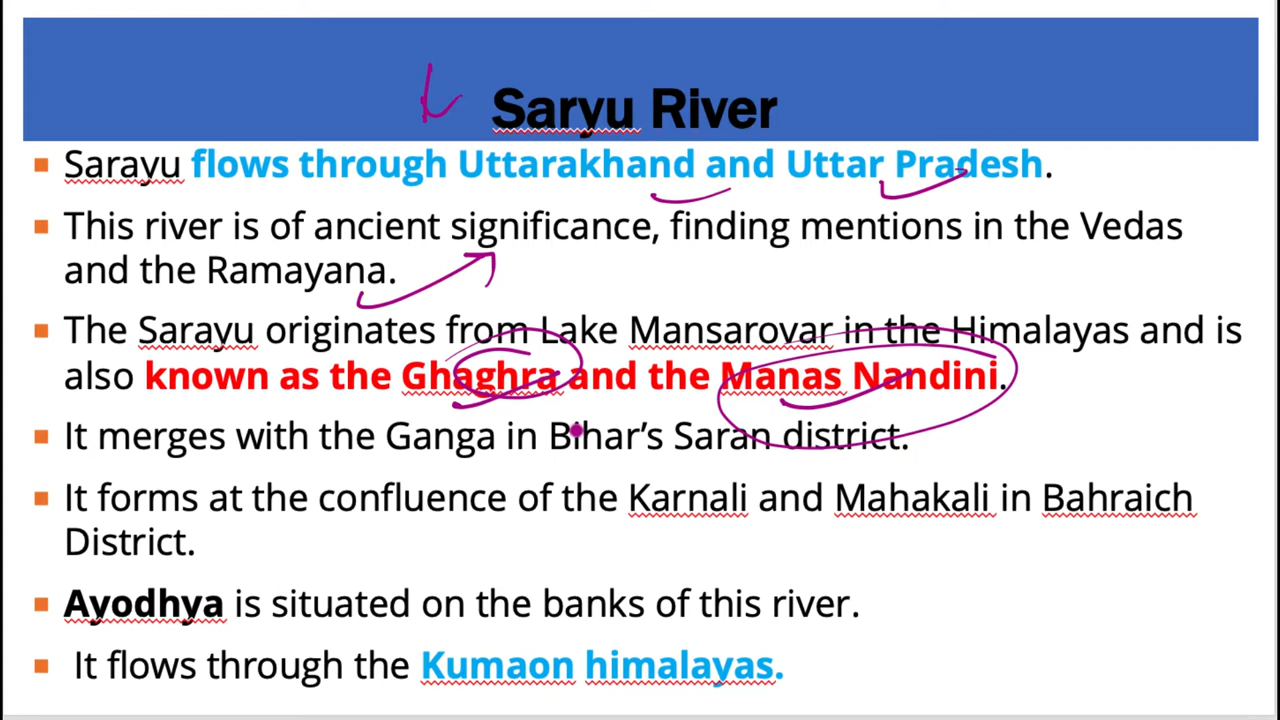 Saryu River
Sarayu flows through Uttarakhand and Uttar Pradesh.
This river is of ancient significance, finding mentions in the Vedas
and the Ramayana.
The Sarayu originates from Lake Mansarovar in the Himalayas and is
also known as the Ghaghra and the Manas Nandini.
It merges with the Ganga in Bihar’s Saran district.
It forms at the confluence of the Karnali and Mahakali in Bahraich
District.
Ayodhya is situated on the banks of this river.
It flows through the Kumaon himalayas.